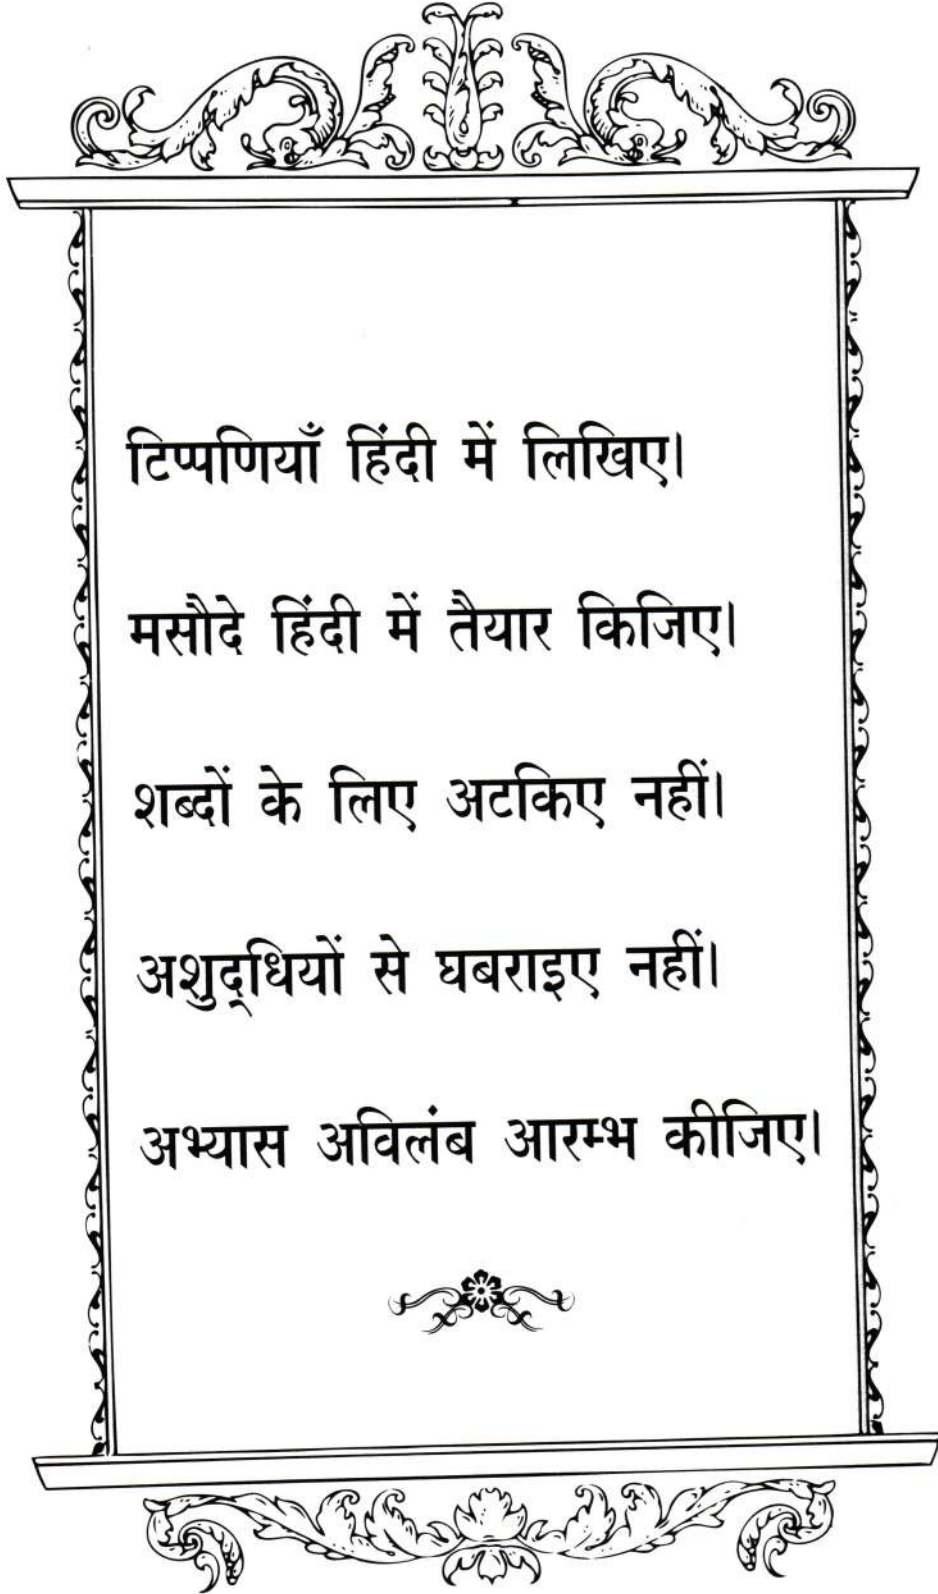 टिप्पणियाँ हिंदी में लिखिए।
मसौदे हिंदी में तैयार किजिए।
शब्दों के लिए अटकिए नहीं।
अशुद्‌धियों से घबराइए नहीं।
अभ्यास अविलंब आरम्भ कीजिए।